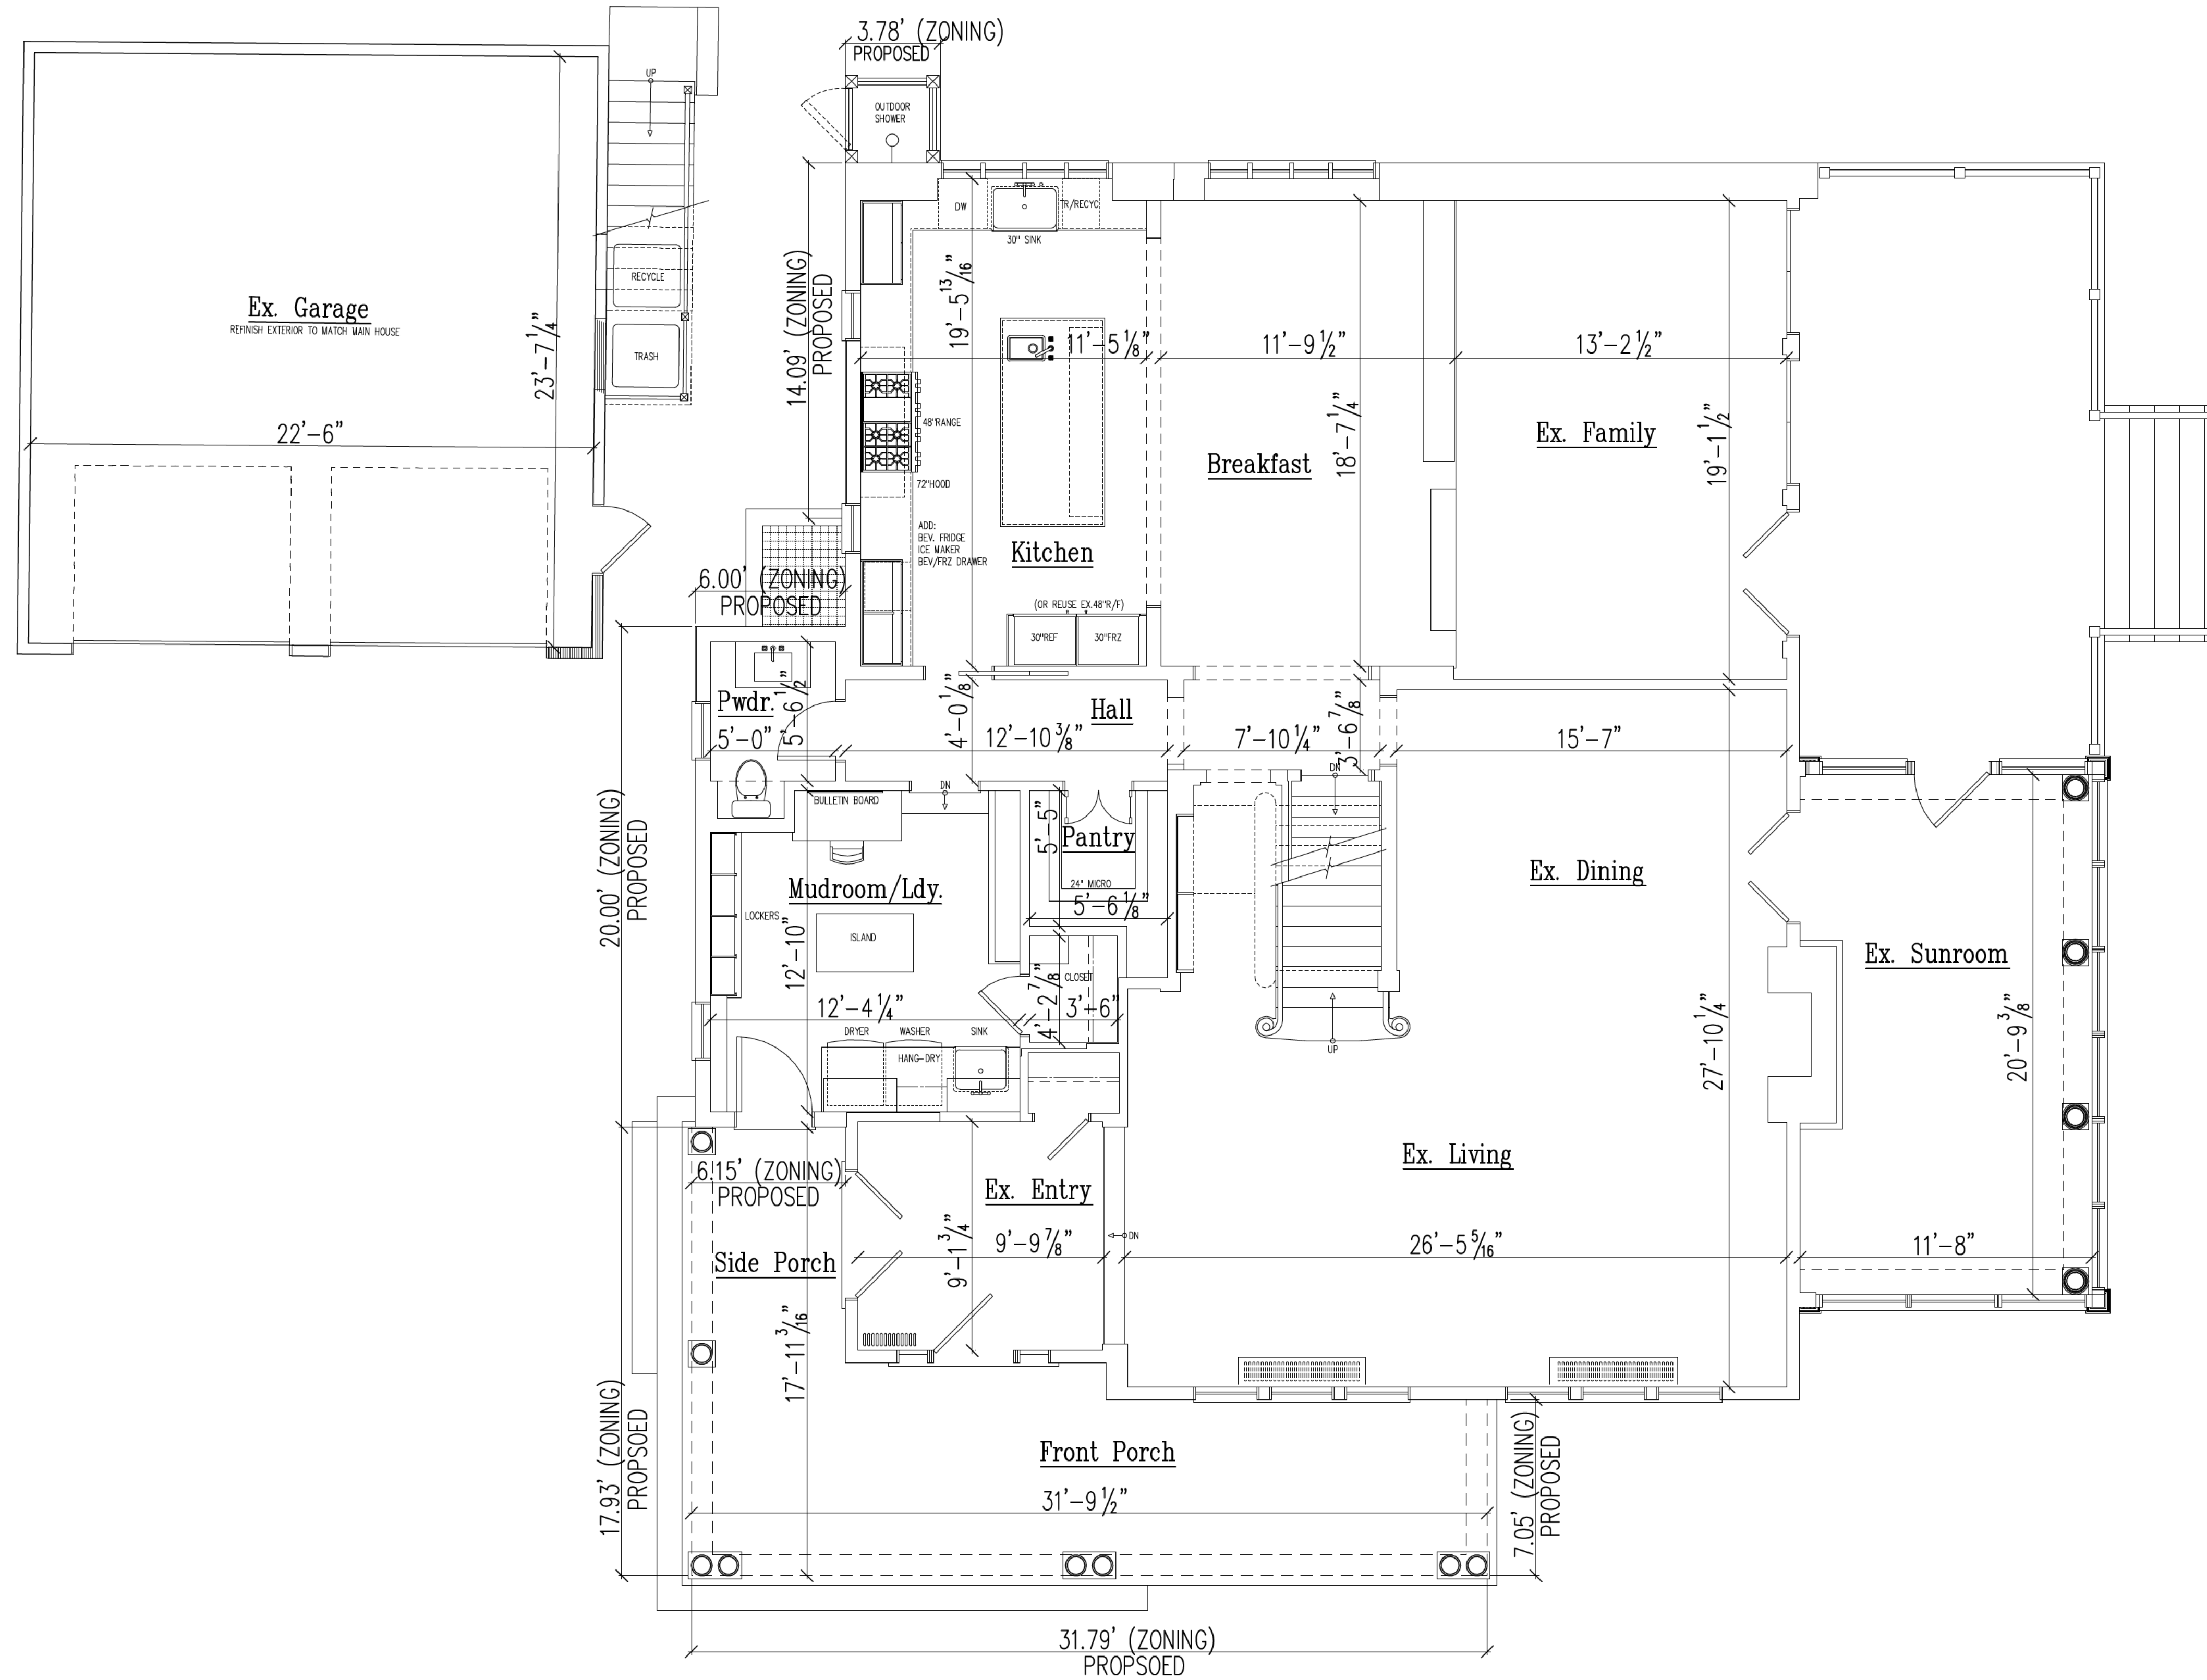 3.78' (ZONING)
PROPOSED
UP
OUTDOOR
SHOWER
DW
TR/RECYC
30" SINK
RECYCLE
TRASH
Ex. Garage
REFINISH EXTERIOR TO MATCH MAIN HOUSE
23'-7 1/4"
22'-6"
14.09' (ZONING)
PROPOSED
19'-5 13/16"
11'-5 1/8"
11'-9 1/2"
13'-2 1/2"
48"RANGE
72"HOOD
ADD:
BEV. FRIDGE
ICE MAKER
BEV/FRZ DRAWER
Kitchen
Breakfast
18'-7 1/4"
Ex. Family
19'-1 1/2"
6.00' (ZONING)
PROPOSED
(OR REUSE EX.48"R/F)
30"REF
30"FRZ
Pwdr.
5'-6 1/2"
5'-0"
4'-0 1/8"
Hall
12'-10 3/8"
7'-10 1/4"
3'-6 7/8"
15'-7"
DN
DN
BULLETIN BOARD
20.00' (ZONING)
PROPOSED
Pantry
5'-5"
24" MICRO
5'-6 1/8"
Mudroom/Ldy.
LOCKERS
ISLAND
12'-10"
12'-4 1/4"
CLOSET
4'-2 7/8"
3'-6"
DRYER
WASHER
SINK
HANG-DRY
UP
Ex. Dining
Ex. Sunroom
27'-10 1/4"
20'-9 3/8"
6.15' (ZONING)
PROPOSED
Ex. Entry
Ex. Living
9'-1 3/4"
9'-9 7/8"
DN
26'-5 5/16"
11'-8"
Side Porch
17'-11 3/16"
17.93' (ZONING)
PROPSOED
Front Porch
31'-9 1/2"
7.05' (ZONING)
PROPOSED
31.79' (ZONING)
PROPSOED